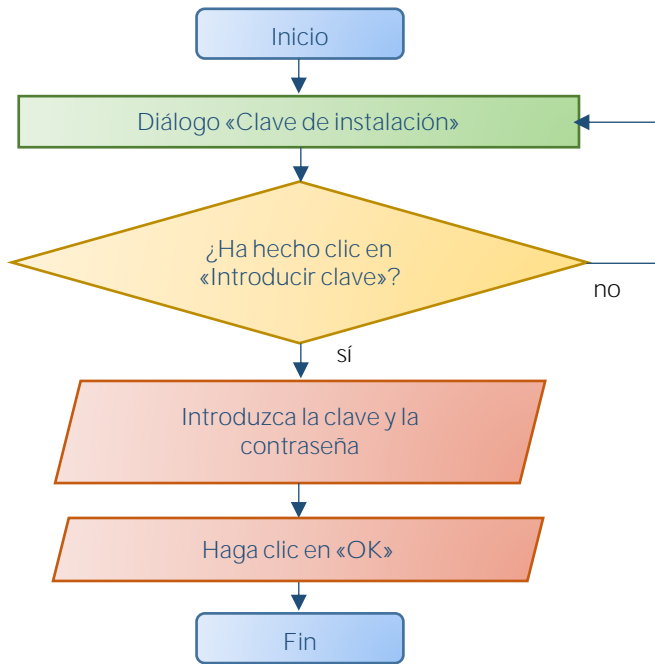 Inicio
Diálogo «Clave de instalación»
¿Ha hecho clic en
«Introducir clave»?
no
sí
Introduzca la clave y la
contraseña
Haga clic en «OK»
Fin